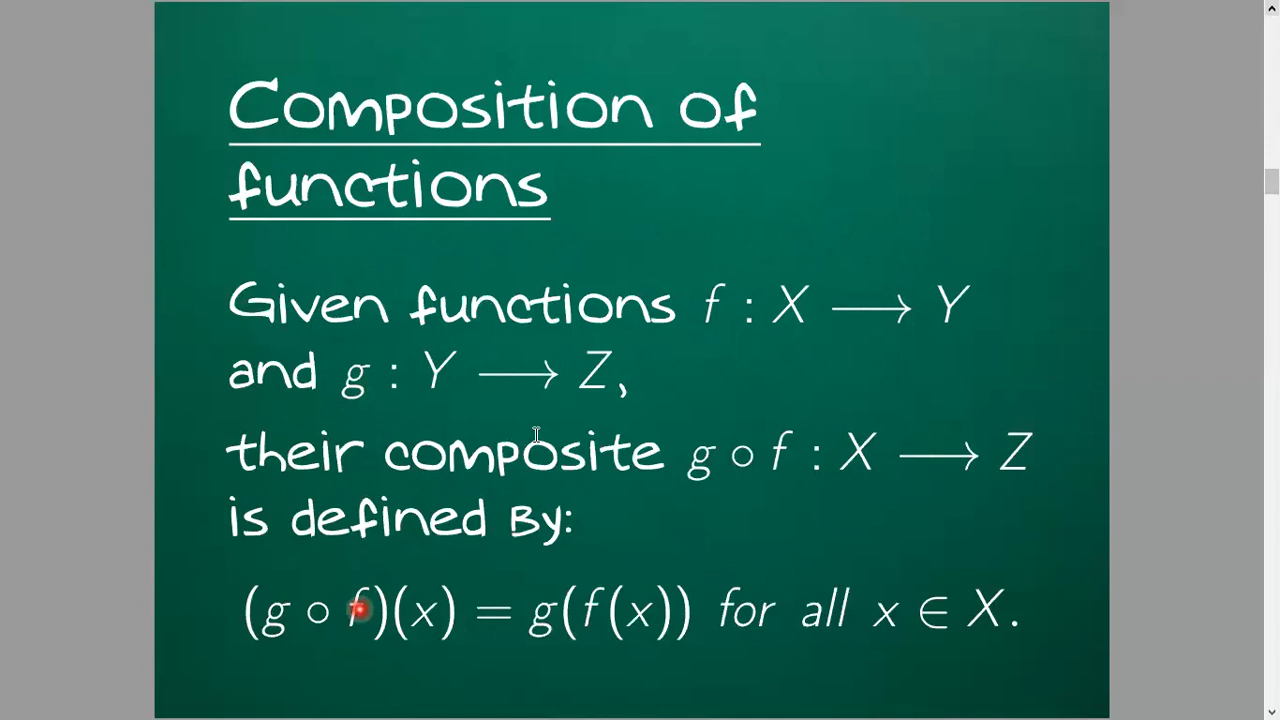 Composition of
functions
Given functions f : X ⟶ Y
and g : Y ⟶ Z,
their composite g ∘ f : X ⟶ Z
is defined By:
(g ∘ f)(x) = g(f(x)) for all x ∈ X.